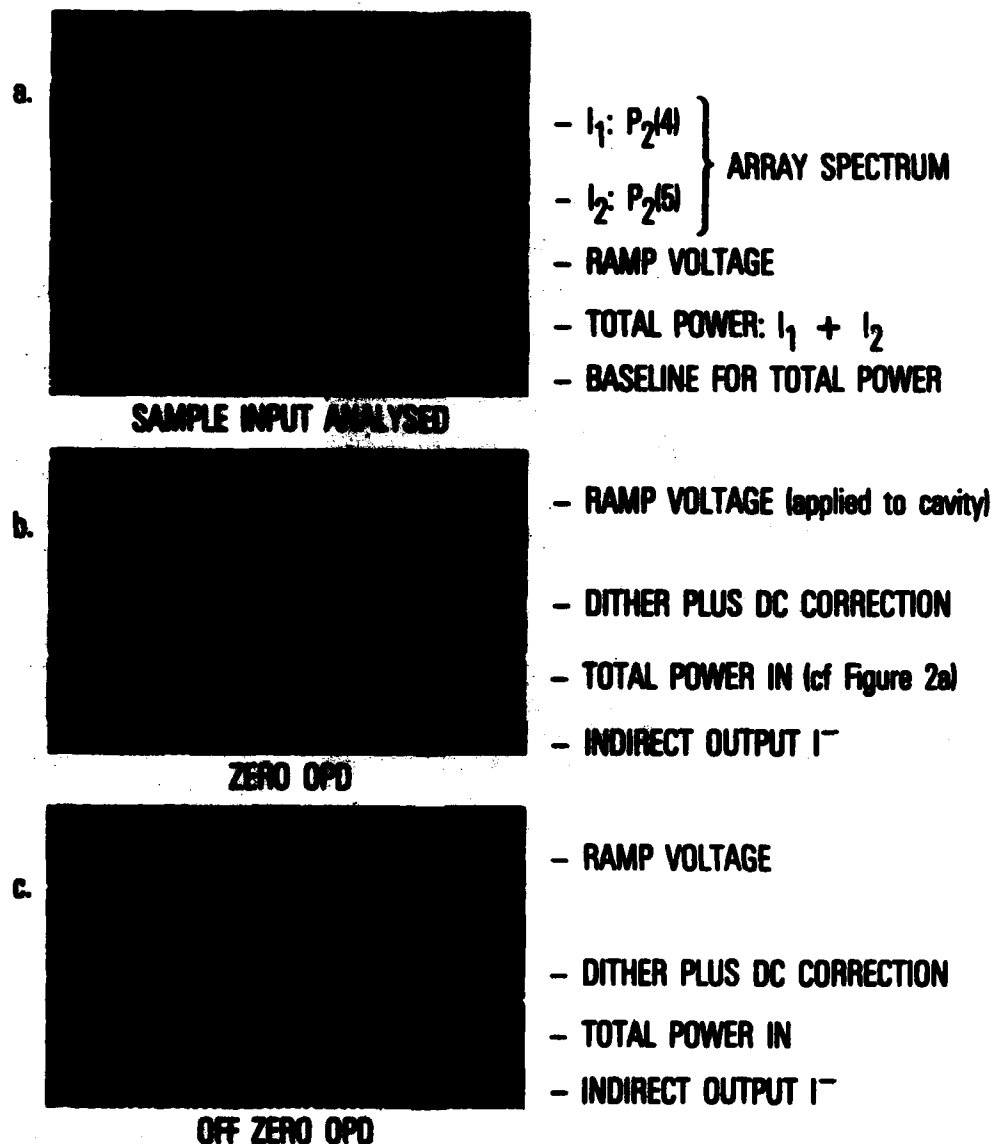 a.
– I₁: P₂(4)
– I₂: P₂(5)
ARRAY SPECTRUM
– RAMP VOLTAGE
– TOTAL POWER: I₁ + I₂
– BASELINE FOR TOTAL POWER
SAMPLE INPUT ANALYSED
b.
– RAMP VOLTAGE (applied to cavity)
– DITHER PLUS DC CORRECTION
– TOTAL POWER IN (cf Figure 2a)
– INDIRECT OUTPUT I⁻
ZERO OPD
c.
– RAMP VOLTAGE
– DITHER PLUS DC CORRECTION
– TOTAL POWER IN
– INDIRECT OUTPUT I⁻
OFF ZERO OPD